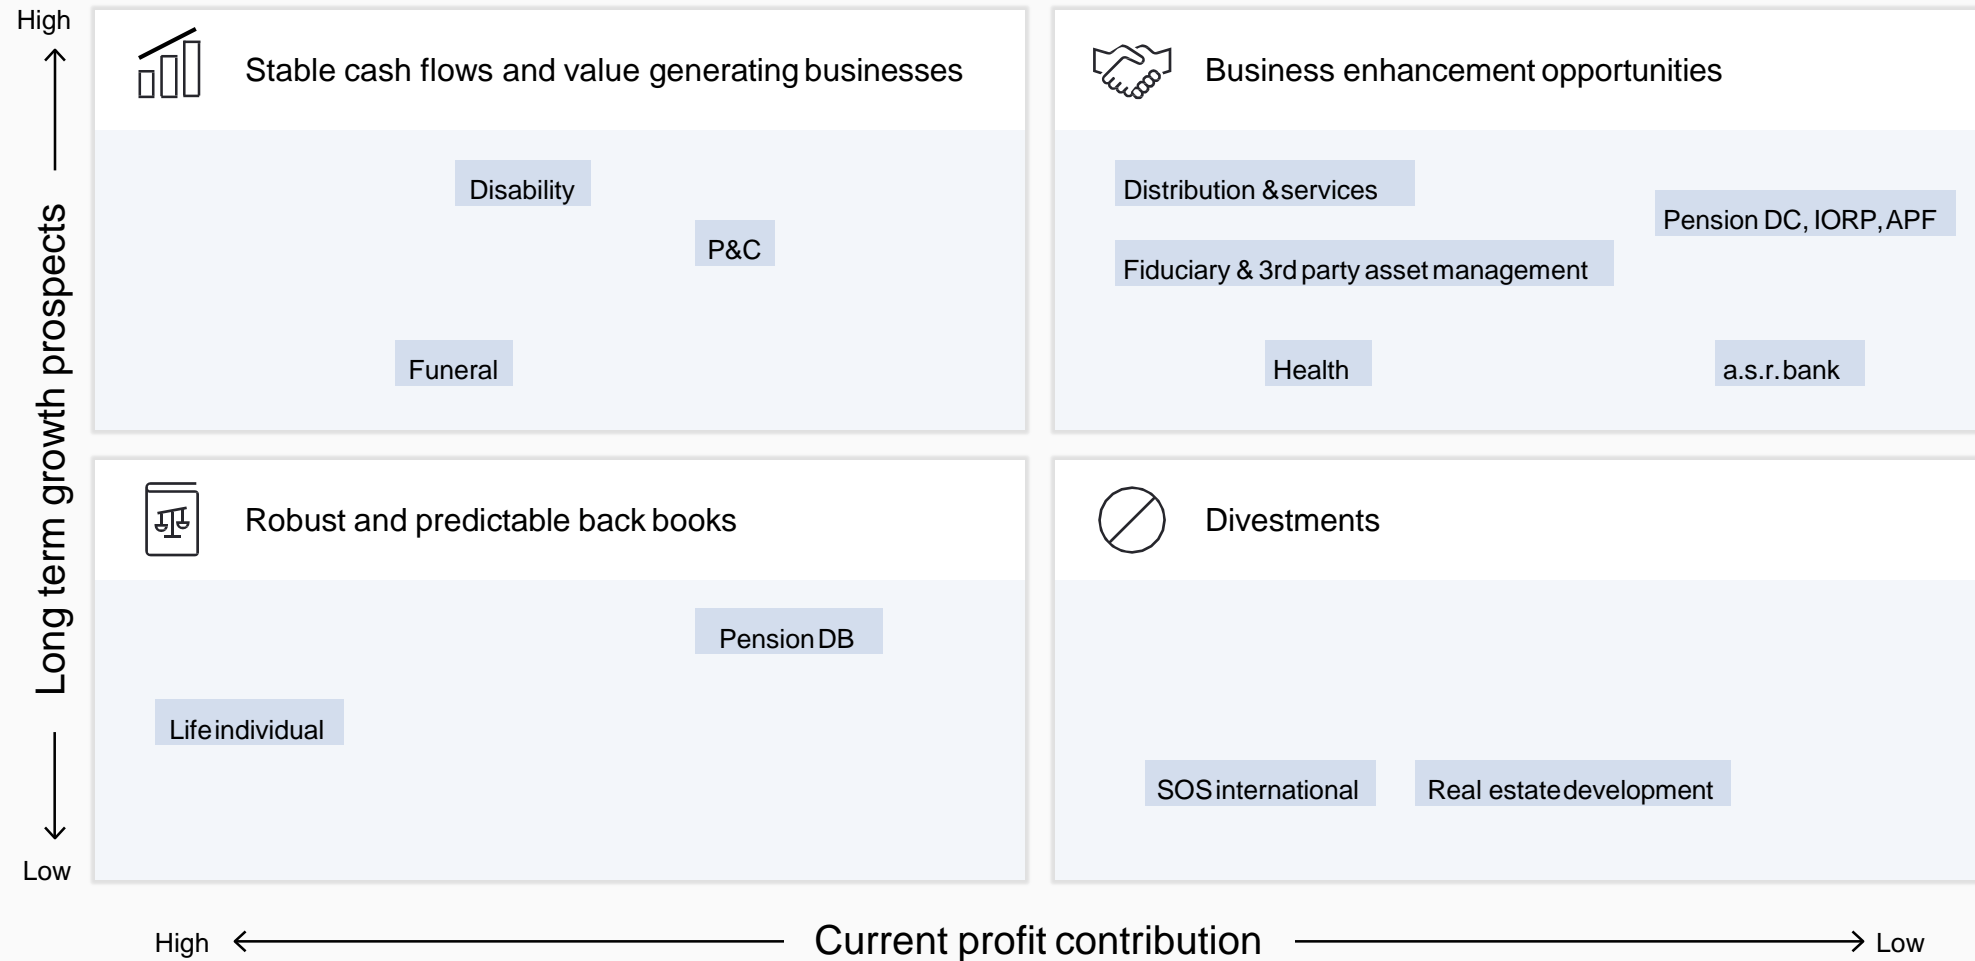 High
Stable cash flows and value generating businesses
Business enhancement opportunities
Disability
P&C
Funeral
Distribution & services
Pension DC, IORP, APF
Fiduciary & 3rd party asset management
Health
a.s.r. bank
Long term growth prospects
Robust and predictable back books
Divestments
Pension DB
Life individual
SOS international
Real estate development
Low
High
Current profit contribution
Low